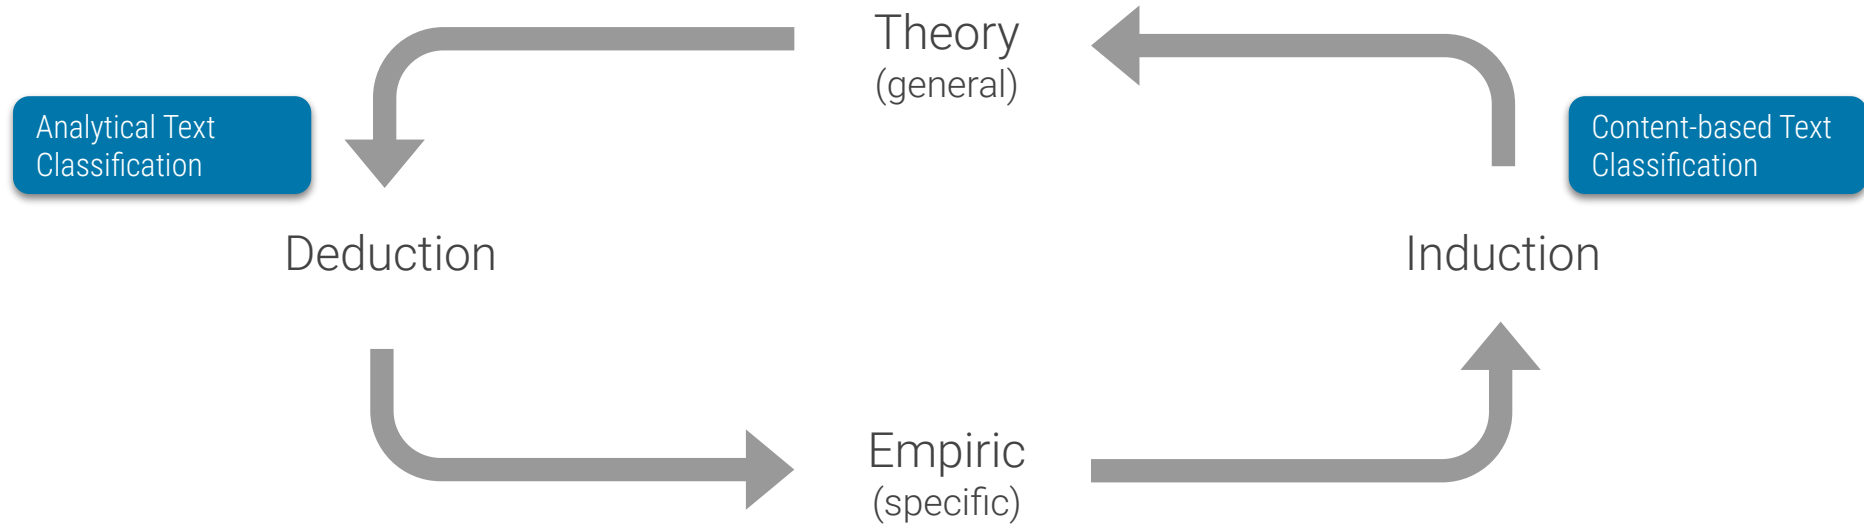 Theory
(general)
Analytical Text
Classification
Content-based Text
Classification
Deduction
Induction
Empiric
(specific)